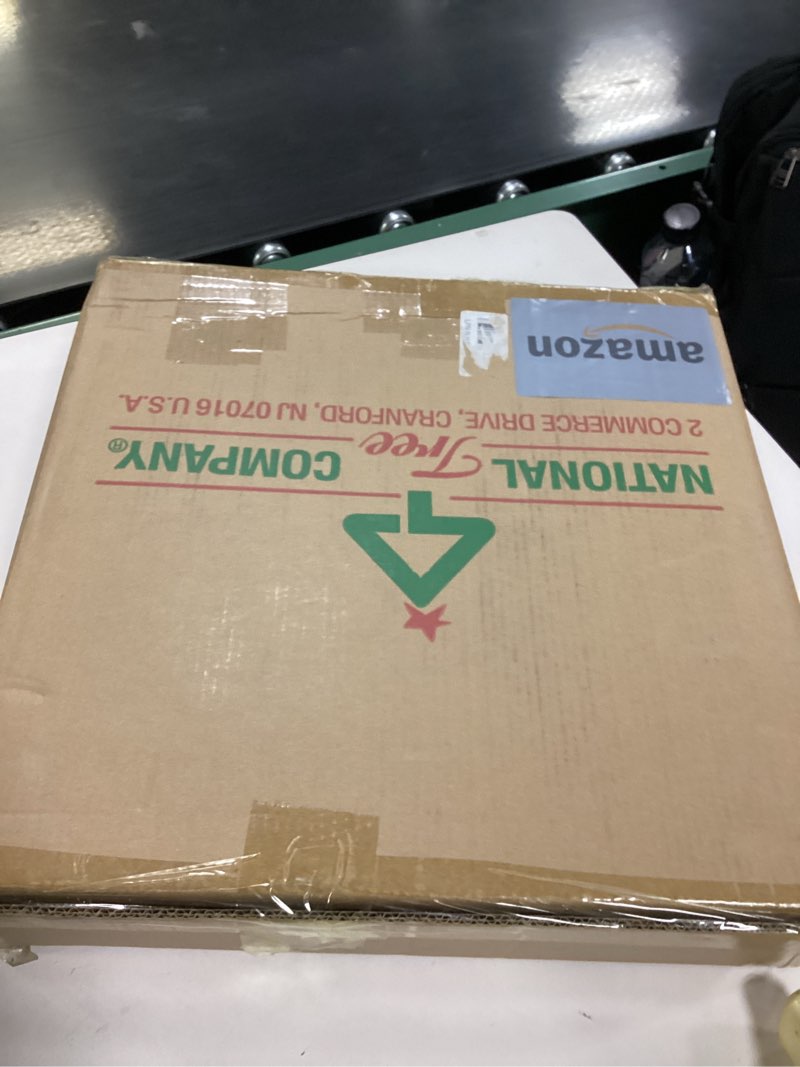 NATIONAL Tree COMPANY®
2 COMMERCE DRIVE, CRANFORD, NJ 07016 U.S.A.
amazon